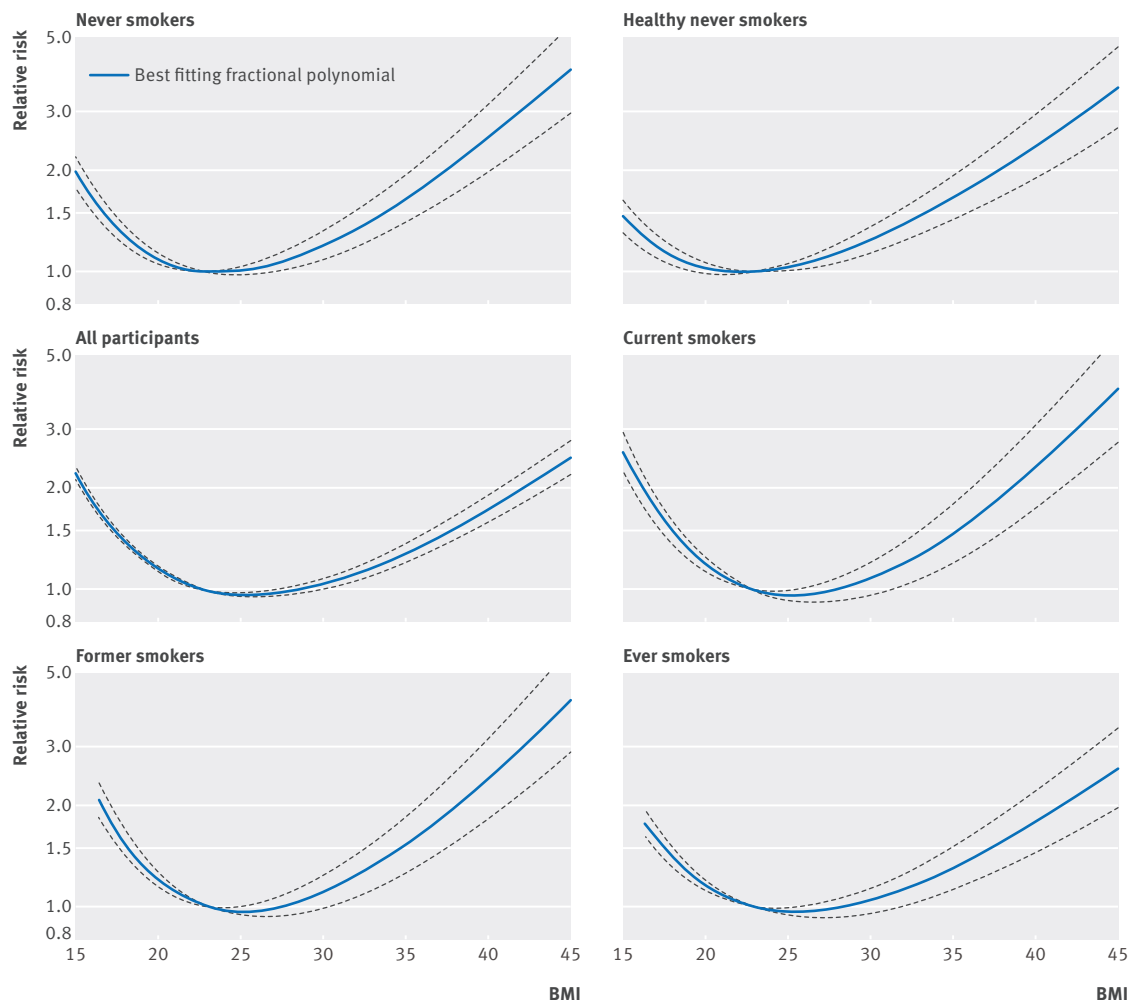 Never smokers
Relative risk
5.0
3.0
2.0
1.5
1.0
0.8
Best fitting fractional polynomial
Healthy never smokers
All participants
Relative risk
5.0
3.0
2.0
1.5
1.0
0.8
Current smokers
Former smokers
Relative risk
5.0
3.0
2.0
1.5
1.0
0.8
15 20 25 30 35 40 45
BMI
Ever smokers
15 20 25 30 35 40 45
BMI